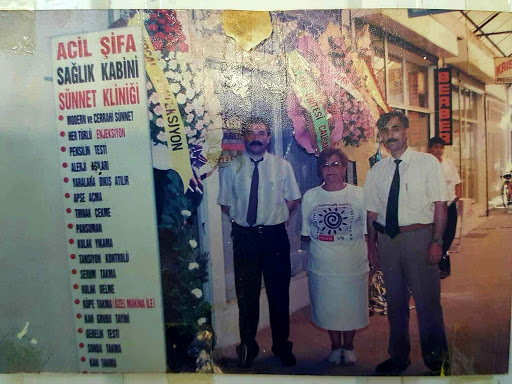 ACİL ŞİFA
SAĞLIK KABİNİ
SÜNNET KLİNİĞİ
MODERN ve CERRAHİ SÜNNET
HER TÜRLÜ ENJEKSİYON
PENSİLİN TESTİ
ALERJİ AŞILARI
YARALARA DİKİŞ ATILIR
APSE AÇMA
TIRNAK ÇEKME
PANSUMAN
KULAK YIKAMA
TANSİYON KONTROLÜ
SERUM TAKMA
KULAK DELME
KÜPE TAKMA (ÖZEL MAKİNA İLE)
KAN GRUBU TAYİNİ
GEBELİK TESTİ
SONDA TAKMA
KAN TAKMA
BERBER